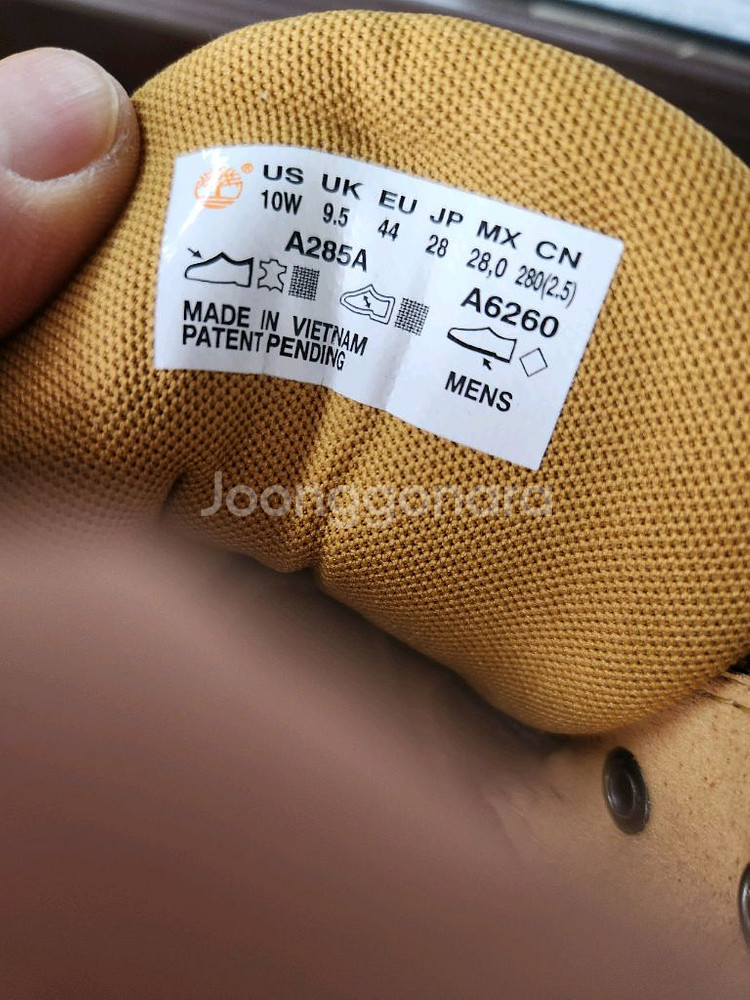 US UK EU JP MX CN
10W 9.5 44 28 28,0 280(2.5)
A285A
A6260
MADE IN VIETNAM
PATENT PENDING
MENS
Joonggonara